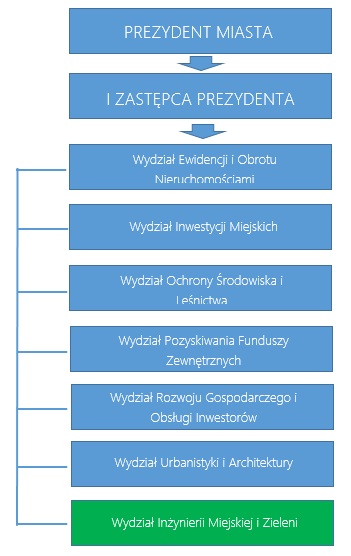 PREZYDENT MIASTA
I ZASTĘPCA PREZYDENTA
Wydział Ewidencji i Obrotu
Nieruchomościami
Wydział Inwestycji Miejskich
Wydział Ochrony Środowiska i
Leśnictwa
Wydział Pozyskiwania Funduszy
Zewnętrznych
Wydział Rozwoju Gospodarczego i
Obsługi Inwestorów
Wydział Urbanistyki i Architektury
Wydział Inżynierii Miejskiej i Zieleni